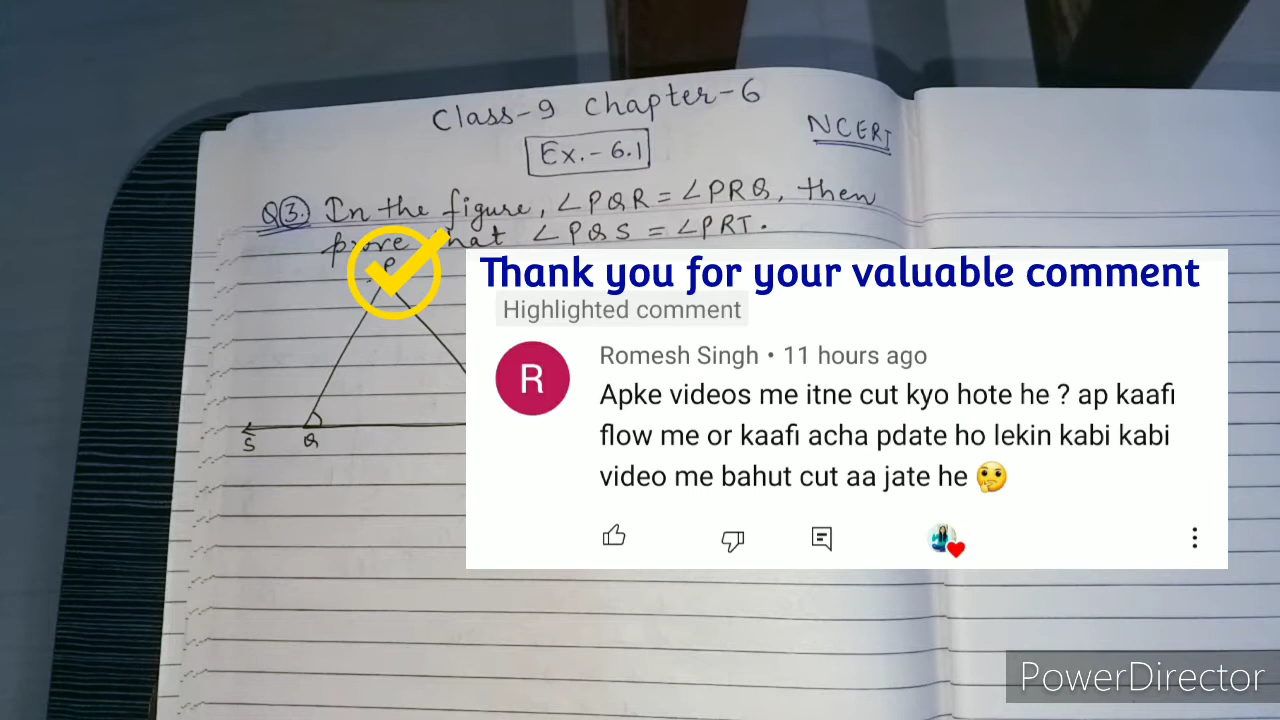 Class-9 Chapter-6
NCERT
Ex.-6.1
Q3. In the figure, ∠PQR = ∠PRQ, then
prove that ∠PQS = ∠PRT.
P
S Q
Thank you for your valuable comment
Highlighted comment
R
Romesh Singh • 11 hours ago
Apke videos me itne cut kyo hote he ? ap kaafi
flow me or kaafi acha pdate ho lekin kabi kabi
video me bahut cut aa jate he 🤔
PowerDirector